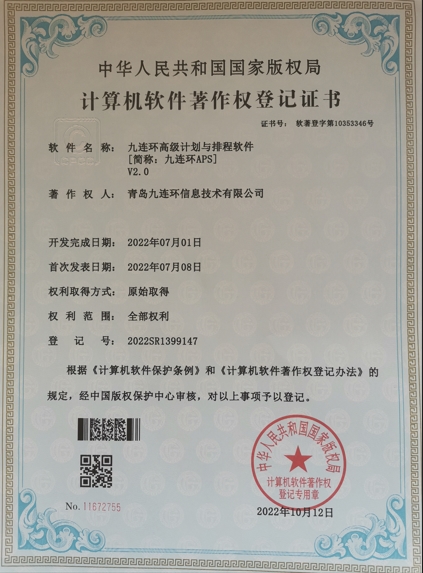 中华人民共和国国家版权局
计算机软件著作权登记证书
证书号： 软著登字第10353346号
软件名称： 九连环高级计划与排程软件
[简称：九连环APS]
V2.0
著作权人： 青岛九连环信息技术有限公司
开发完成日期： 2022年07月01日
首次发表日期： 2022年07月08日
权利取得方式： 原始取得
权利范围： 全部权利
登记号： 2022SR1399147
根据《计算机软件保护条例》和《计算机软件著作权登记办法》的
规定，经中国版权保护中心审核，对以上事项予以登记。
中华人民共和国国家版权局
计算机软件著作权
登记专用章
No. 11672755
2022年10月12日